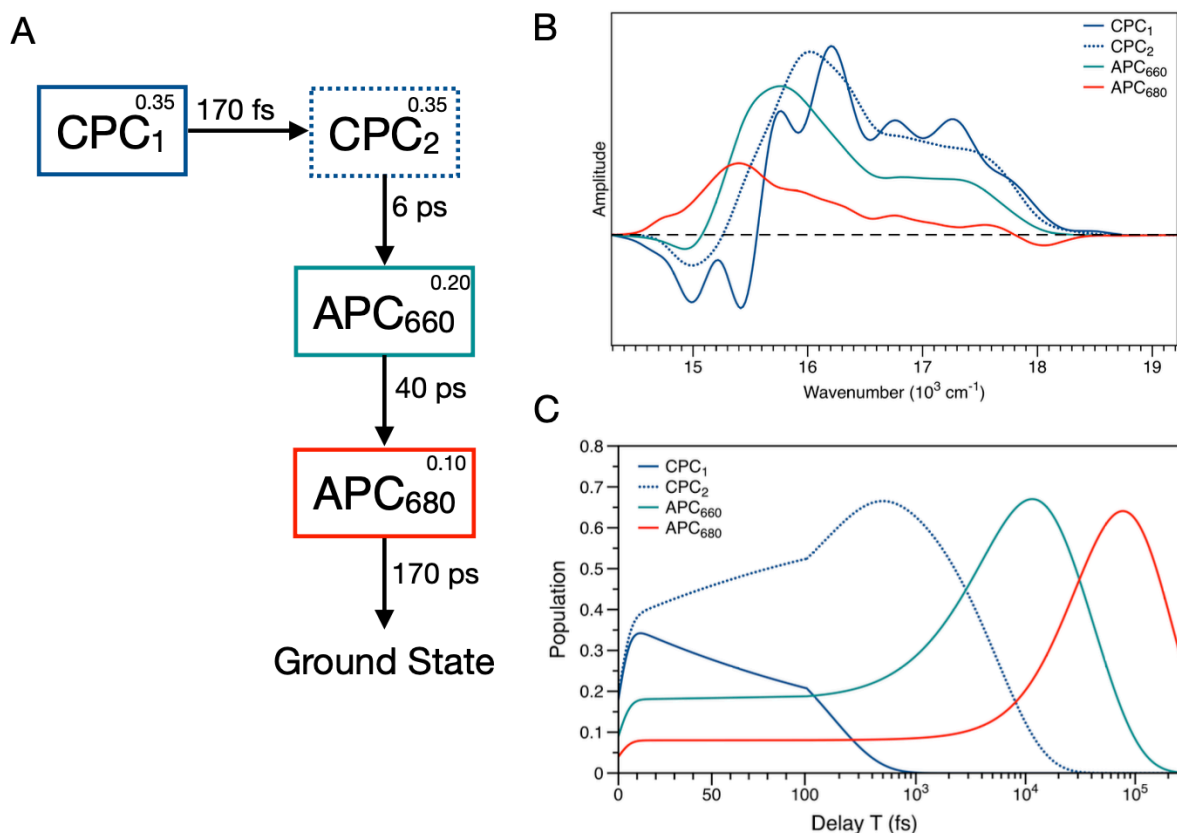 A
CPC₁ 0.35
170 fs
CPC₂ 0.35
6 ps
APC₆₆₀ 0.20
40 ps
APC₆₈₀ 0.10
170 ps
Ground State
B
CPC₁
CPC₂
APC₆₆₀
APC₆₈₀
Amplitude
15 16 17 18 19
Wavenumber (10³ cm⁻¹)
C
CPC₁
CPC₂
APC₆₆₀
APC₆₈₀
Population
0.8
0.7
0.6
0.5
0.4
0.3
0.2
0.1
0
0 50 100 10³ 10⁴ 10⁵
Delay T (fs)